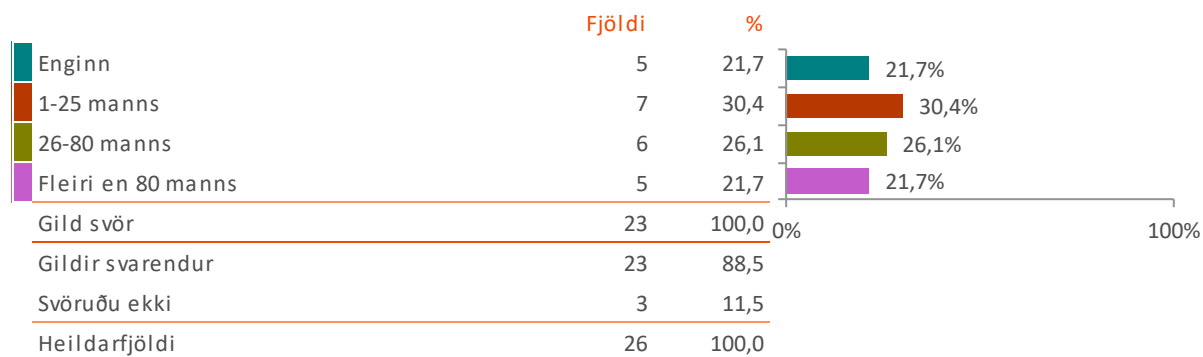 Fjöldi %
Enginn 5 21,7 21,7%
1-25 manns 7 30,4 30,4%
26-80 manns 6 26,1 26,1%
Fleiri en 80 manns 5 21,7 21,7%
Gild svör 23 100,0
0% 100%
Gildir svarendur 23 88,5
Svöruðu ekki 3 11,5
Heildarfjöldi 26 100,0